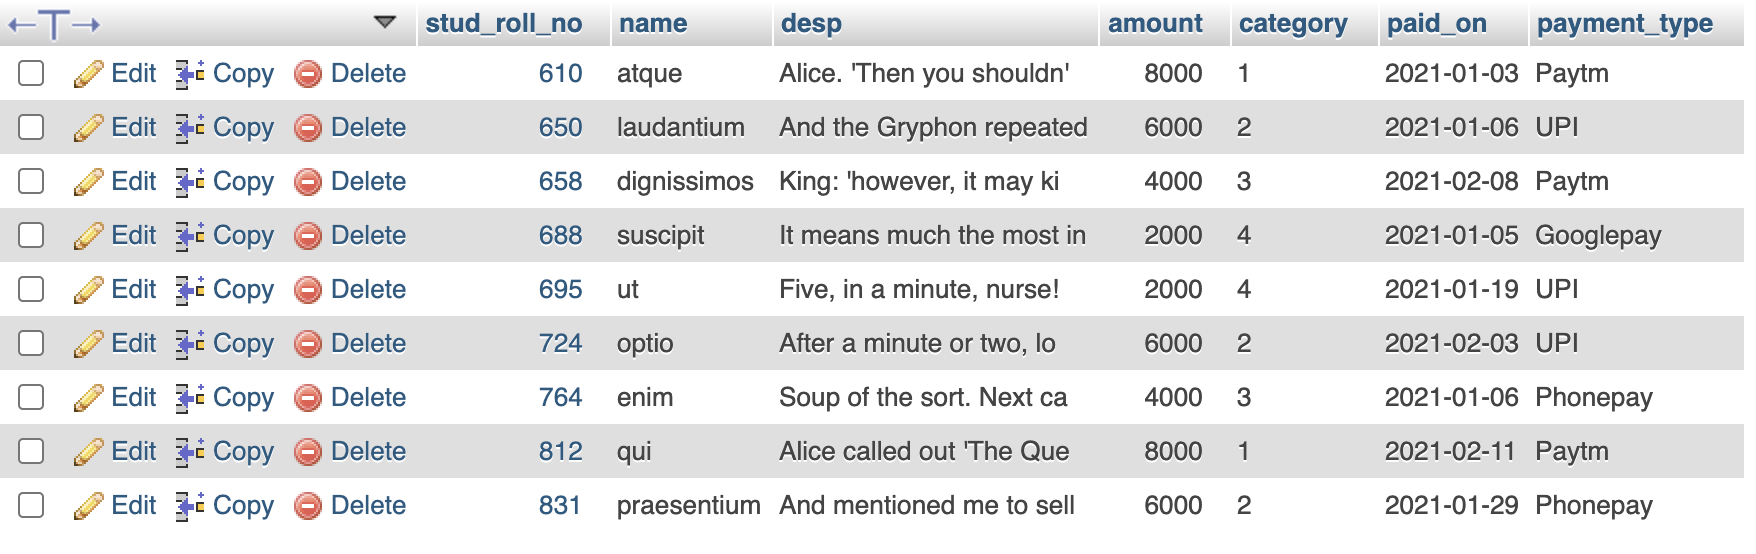 stud_roll_no name desp amount category paid_on payment_type
Edit Copy Delete 610 atque Alice. 'Then you shouldn' 8000 1 2021-01-03 Paytm
Edit Copy Delete 650 laudantium And the Gryphon repeated 6000 2 2021-01-06 UPI
Edit Copy Delete 658 dignissimos King: 'however, it may ki 4000 3 2021-02-08 Paytm
Edit Copy Delete 688 suscipit It means much the most in 2000 4 2021-01-05 Googlepay
Edit Copy Delete 695 ut Five, in a minute, nurse! 2000 4 2021-01-19 UPI
Edit Copy Delete 724 optio After a minute or two, lo 6000 2 2021-02-03 UPI
Edit Copy Delete 764 enim Soup of the sort. Next ca 4000 3 2021-01-06 Phonepay
Edit Copy Delete 812 qui Alice called out 'The Que 8000 1 2021-02-11 Paytm
Edit Copy Delete 831 praesentium And mentioned me to sell 6000 2 2021-01-29 Phonepay